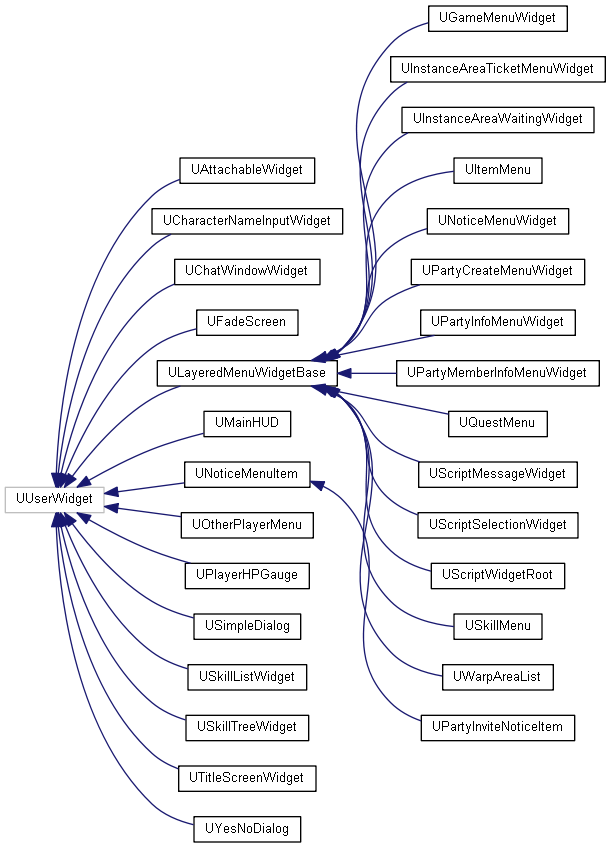 UUserWidget
UAttachableWidget
UCharacterNameInputWidget
UChatWindowWidget
UFadeScreen
ULayeredMenuWidgetBase
UMainHUD
UNoticeMenuItem
UOtherPlayerMenu
UPlayerHPGauge
USimpleDialog
USkillListWidget
USkillTreeWidget
UTitleScreenWidget
UYesNoDialog
UGameMenuWidget
UInstanceAreaTicketMenuWidget
UInstanceAreaWaitingWidget
UItemMenu
UNoticeMenuWidget
UPartyCreateMenuWidget
UPartyInfoMenuWidget
UPartyMemberInfoMenuWidget
UQuestMenu
UScriptMessageWidget
UScriptSelectionWidget
UScriptWidgetRoot
USkillMenu
UWarpAreaList
UPartyInviteNoticeItem